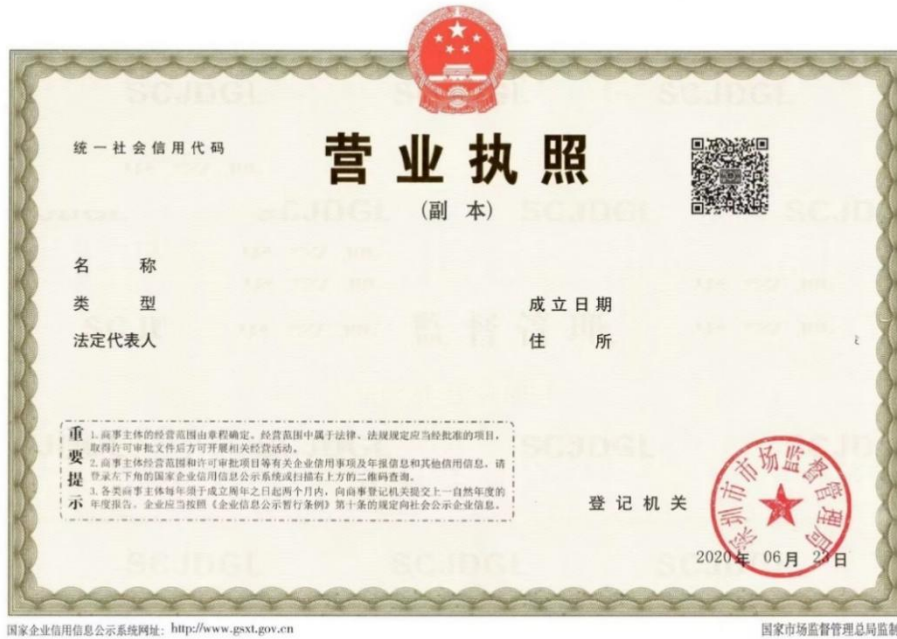 统一社会信用代码
营业执照
(副 本)
名 称
类 型
成立日期
法定代表人
住 所
重要提示
1.商事主体的经营范围由章程确定。经营范围中属于法律、法规规定应当经批准的项目,
取得许可审批文件后方可开展相关经营活动。
2.商事主体经营范围和许可审批项目等有关企业信用事项及年报信息和其他信用信息,请
登录左下角的国家企业信用信息公示系统或扫描右上方的二维码查询。
3.各类商事主体每年须于成立周年之日起两个月内,向商事登记机关提交上一自然年度的
年度报告。企业应当按照《企业信息公示暂行条例》第十条的规定向社会公示企业信息。
登记机关
深圳市市场监督管理局
2020年 06月 23日
国家企业信用信息公示系统网址:http://www.gsxt.gov.cn
国家市场监督管理总局监制
SCJDGL